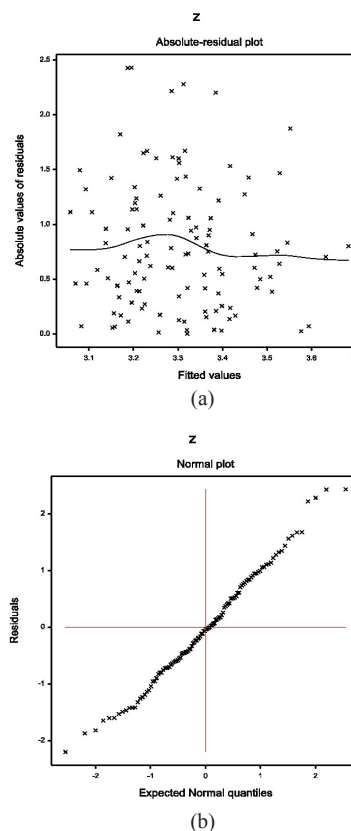 z
Absolute-residual plot
Absolute values of residuals
2.5
2.0
1.5
1.0
0.5
0.0
3.1 3.2 3.3 3.4 3.5 3.6
Fitted values
(a)
z
Normal plot
Residuals
2
1
0
-1
-2
-2 -1 0 1 2
Expected Normal quantiles
(b)